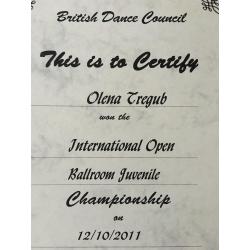 British Dance Council
This is to Certify
Olena Tregub
won the
International Open
Ballroom Juvenile
Championship
on
12/10/2011